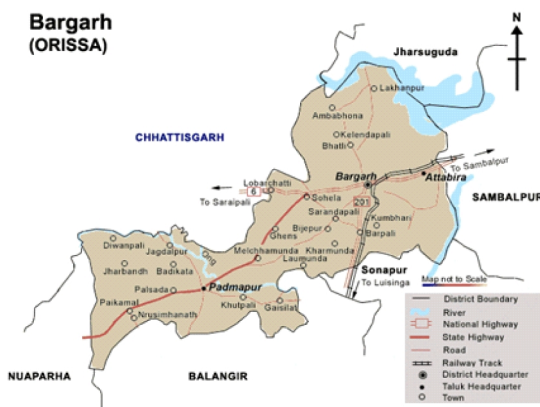 Bargarh
(ORISSA)
N
Jharsuguda
Lakhanpur
Ambabhona
CHHATTISGARH
Kelendapali
Bhatli
To Sambalpur
Lobarchatti
Bargarh
Attabira
6
To Saraipali
Sohela
201
SAMBALPUR
Sarandapali
Kumbhari
Diwanpali
Ghens
Bijepur
Barpali
Jagdalpur
Ong
Melchhamunda
Kharmunda
Jharbandh
Badikata
Laumunda
Sonapur
Map not to Scale
To Luisinga
Palsada
Padmapur
Paikamal
Khutpali
Gaisilat
Nrusimhanath
NUAPARHA
BALANGIR
District Boundary
River
National Highway
State Highway
Road
Railway Track
District Headquarter
Taluk Headquarter
Town